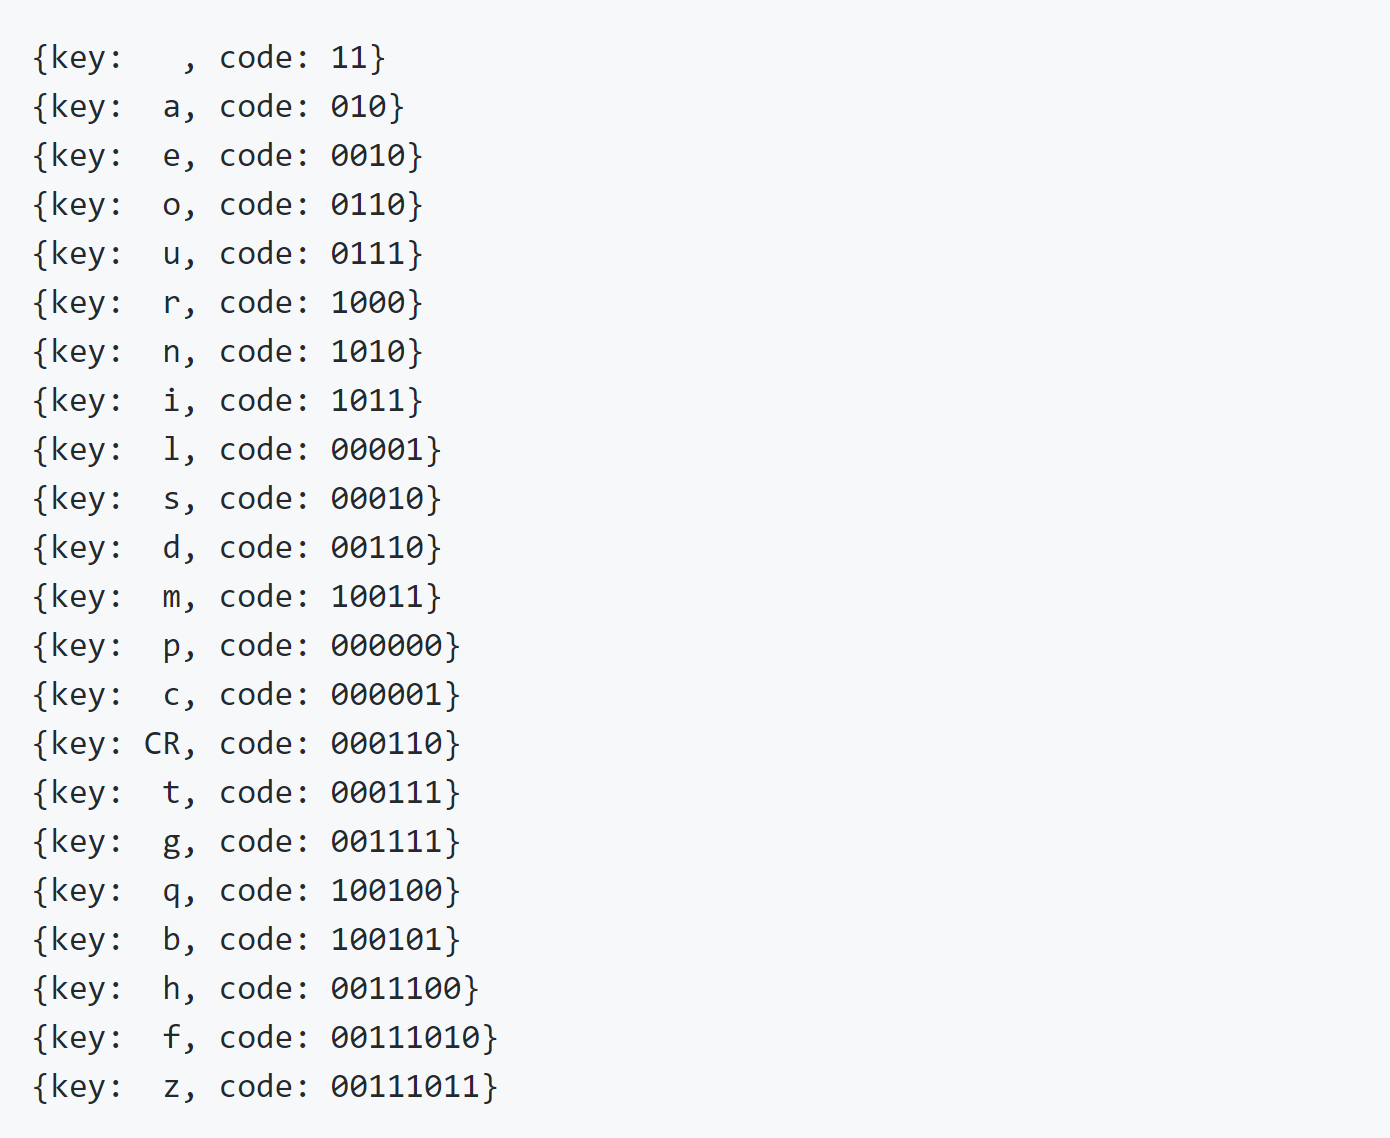 {key:   , code: 11}
{key:  a, code: 010}
{key:  e, code: 0010}
{key:  o, code: 0110}
{key:  u, code: 0111}
{key:  r, code: 1000}
{key:  n, code: 1010}
{key:  i, code: 1011}
{key:  l, code: 00001}
{key:  s, code: 00010}
{key:  d, code: 00110}
{key:  m, code: 10011}
{key:  p, code: 000000}
{key:  c, code: 000001}
{key: CR, code: 000110}
{key:  t, code: 000111}
{key:  g, code: 001111}
{key:  q, code: 100100}
{key:  b, code: 100101}
{key:  h, code: 0011100}
{key:  f, code: 00111010}
{key:  z, code: 00111011}